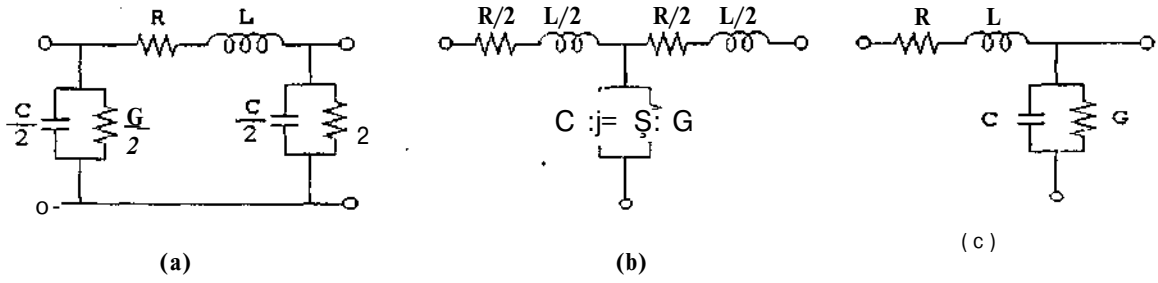 R L
C/2 G/2 C/2 2
o-
(a)
R/2 L/2 R/2 L/2
C :j= Ş: G
(b)
R L
C G
(c)